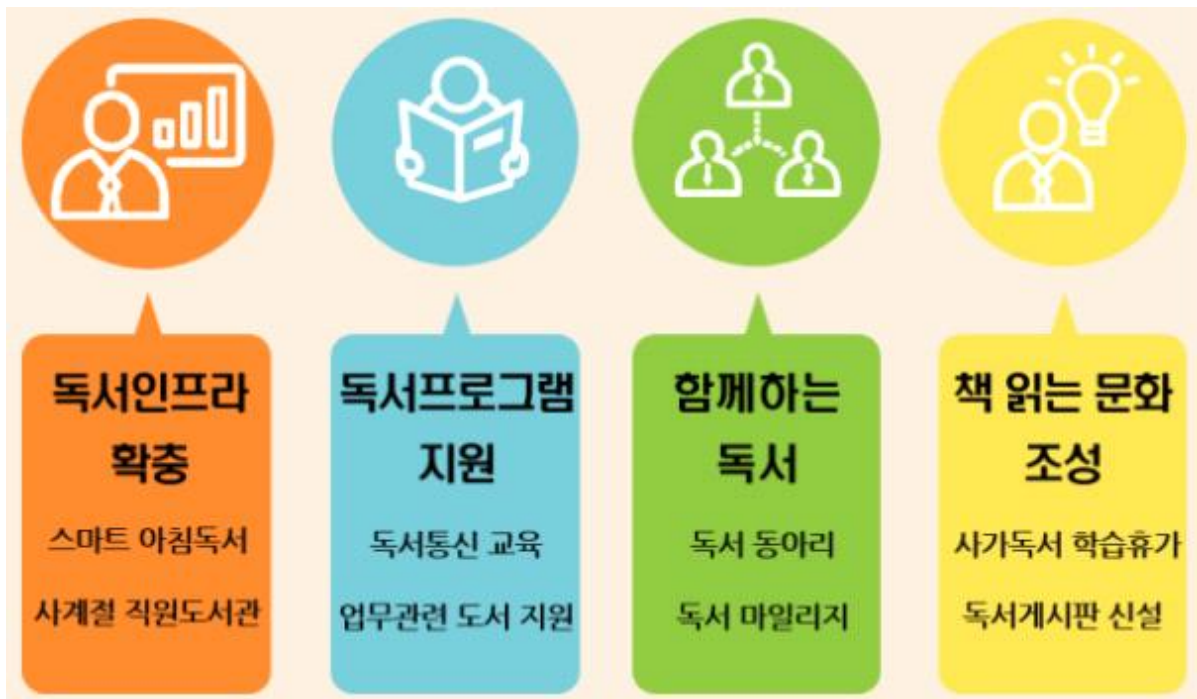 독서인프라
확충
스마트 아침독서
사계절 직원도서관
독서프로그램
지원
독서통신 교육
업무관련 도서 지원
함께하는
독서
독서 동아리
독서 마일리지
책 읽는 문화
조성
사가독서 학습휴가
독서게시판 신설